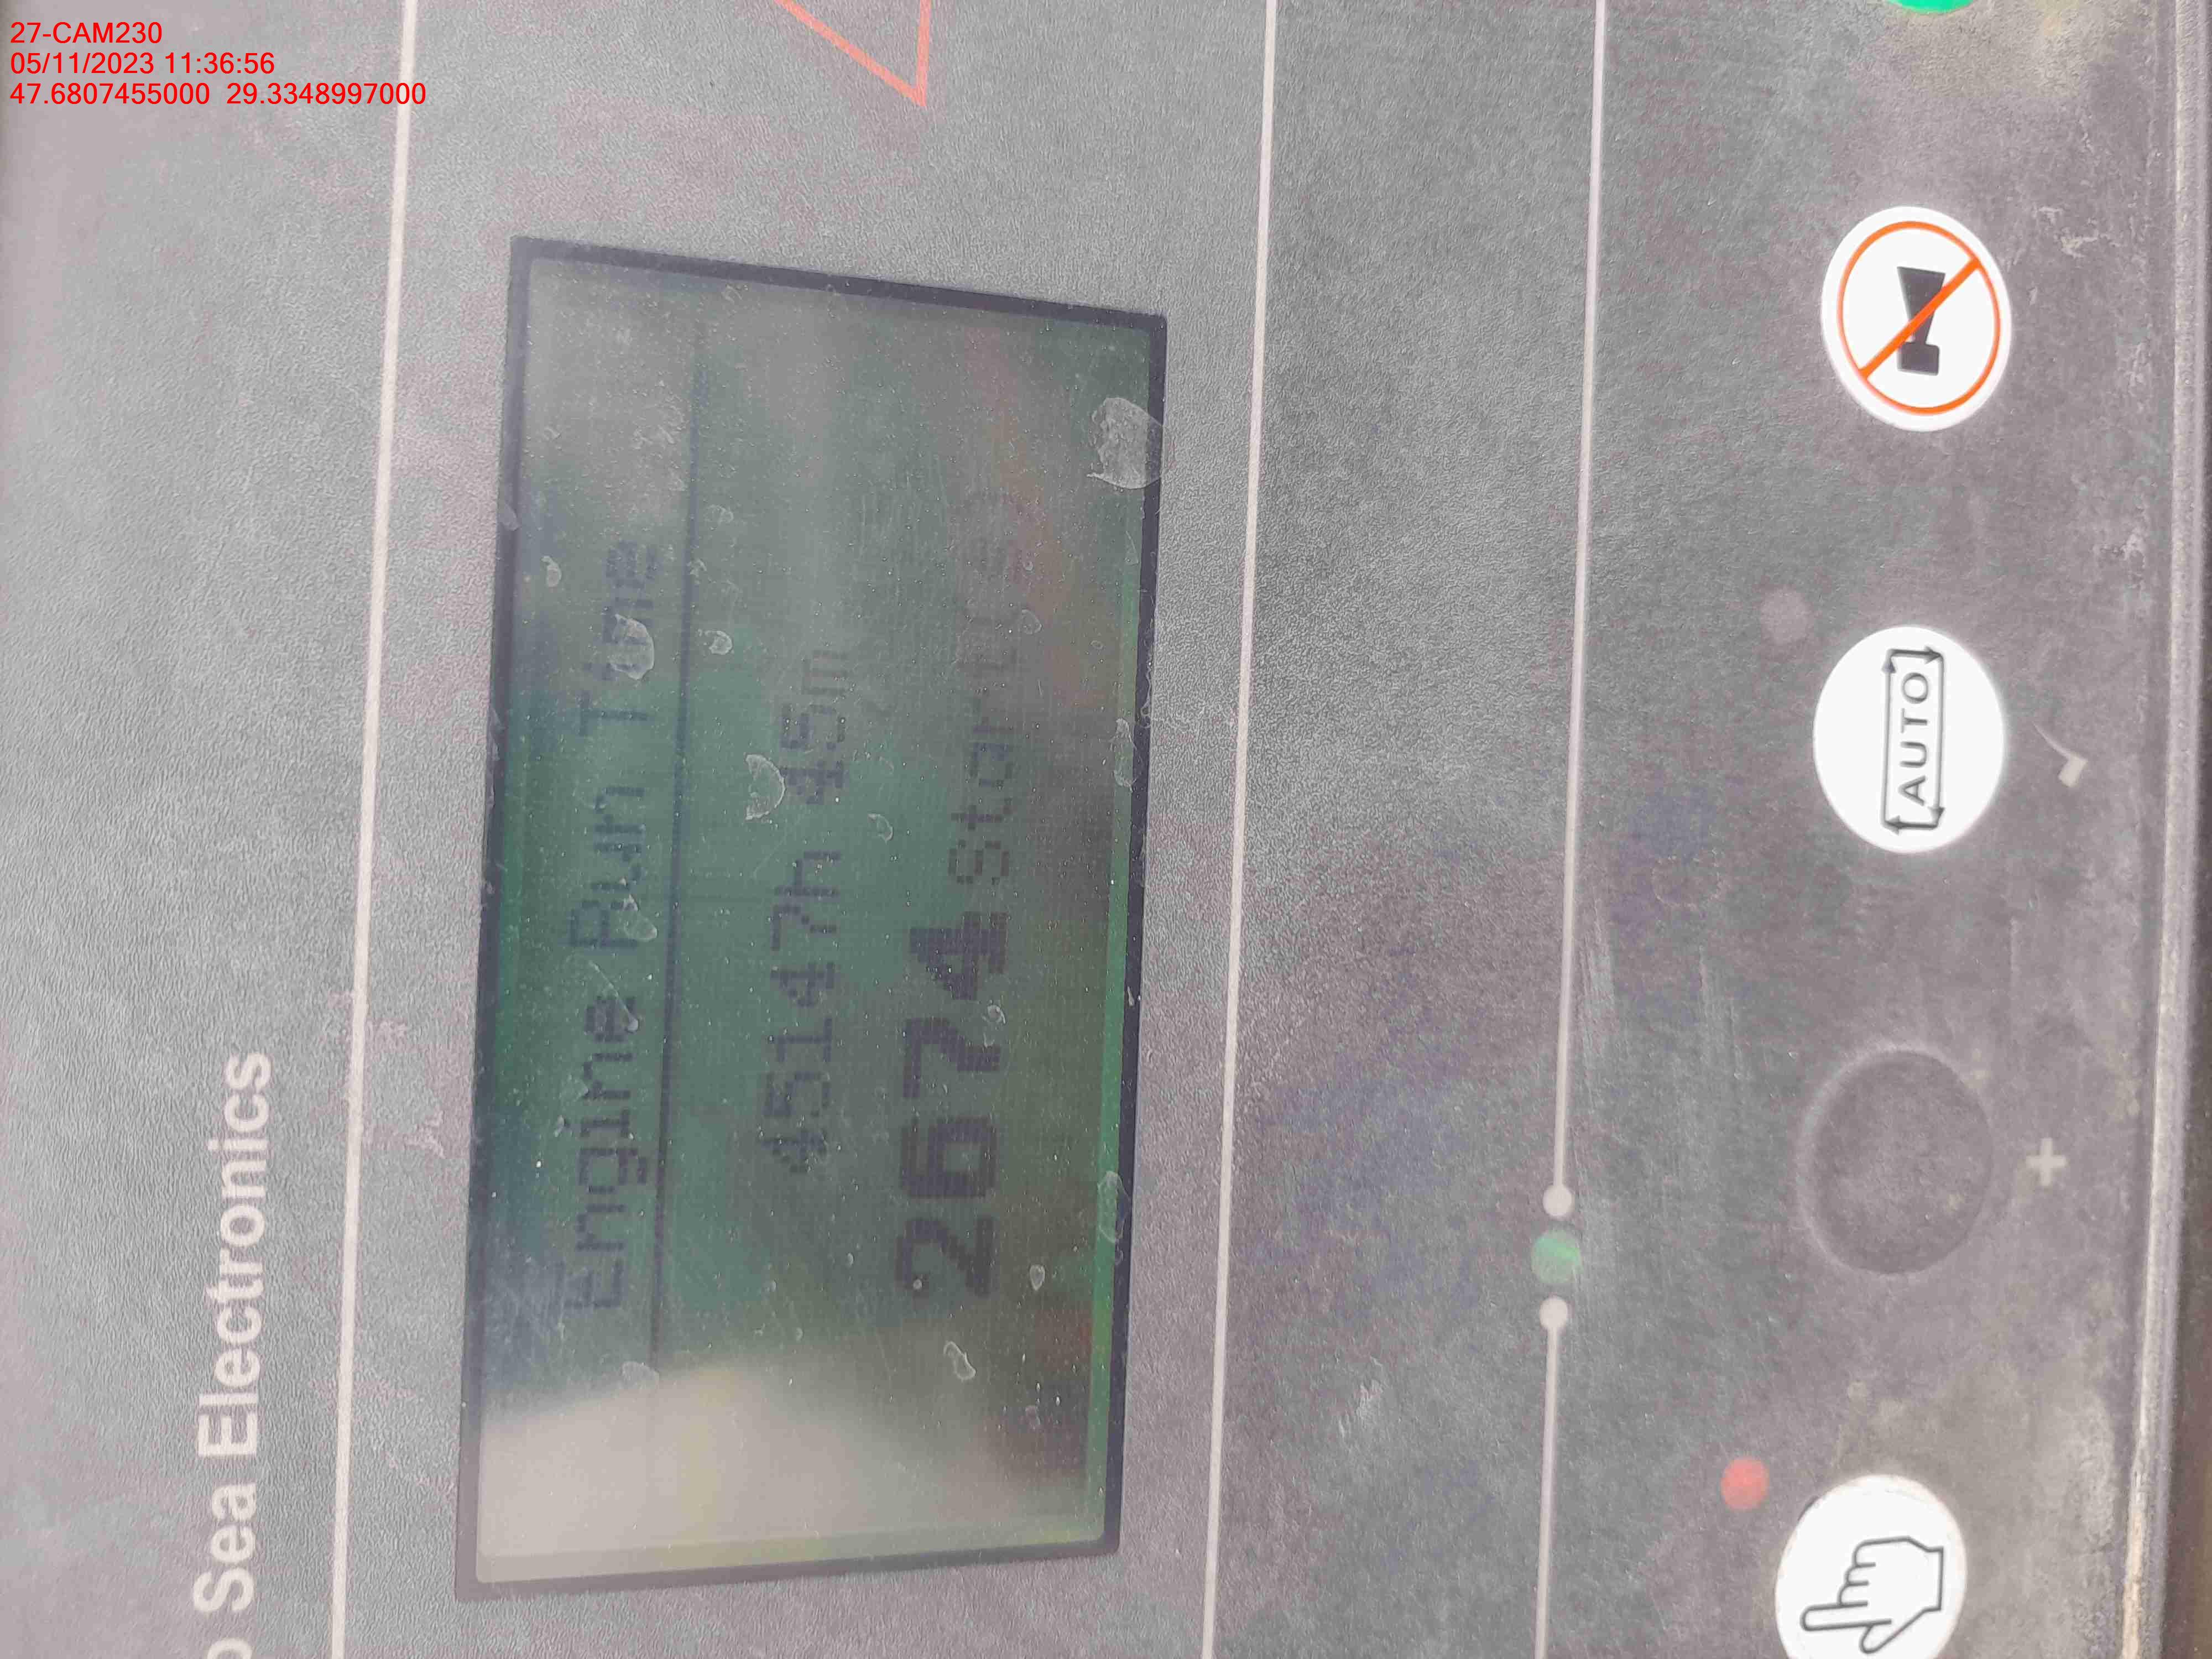 27-CAM230
05/11/2023 11:36:56
47.6807455000 29.3348997000
Sea Electronics
Engine Run Time
45147h 45m
2674 Start(s)
AUTO
+